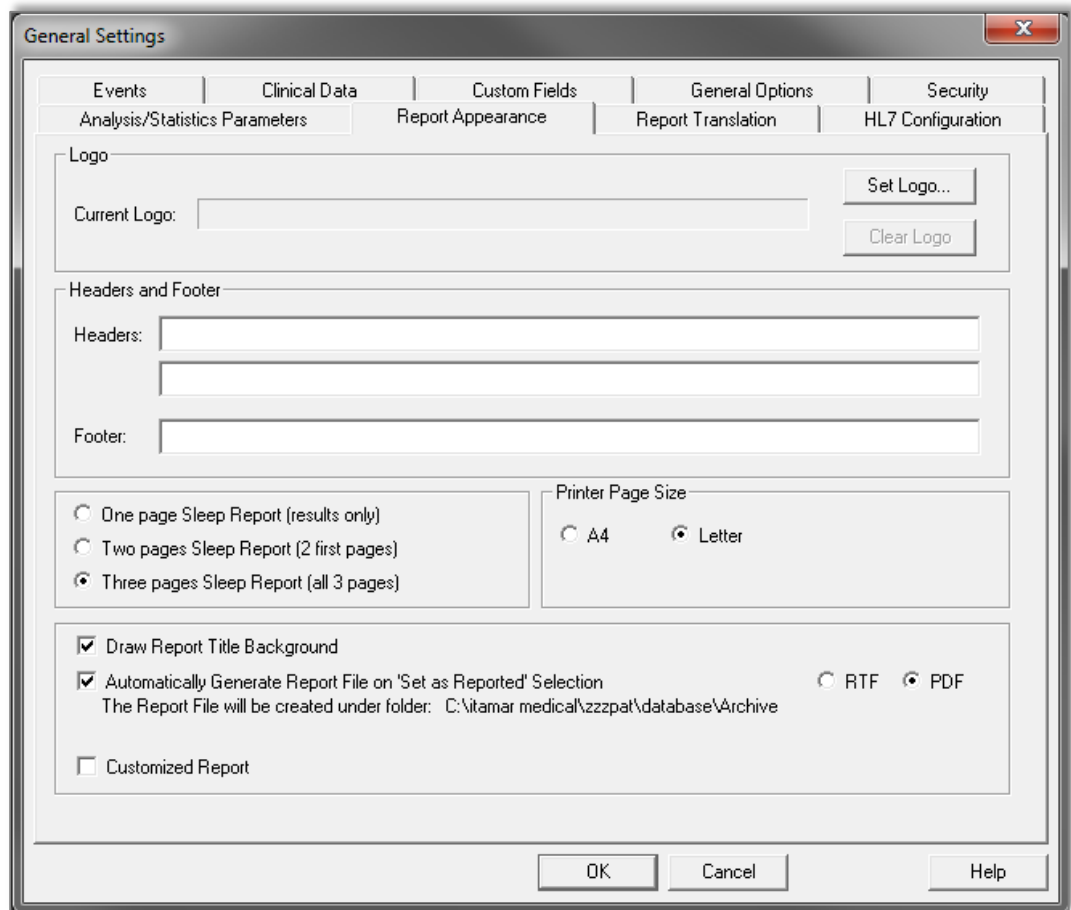 General Settings
Events Clinical Data Custom Fields General Options Security
Analysis/Statistics Parameters Report Appearance Report Translation HL7 Configuration
Logo
Set Logo...
Current Logo:
Clear Logo
Headers and Footer
Headers:
Footer:
One page Sleep Report (results only)
Two pages Sleep Report (2 first pages)
Three pages Sleep Report (all 3 pages)
Printer Page Size
A4 Letter
Draw Report Title Background
Automatically Generate Report File on 'Set as Reported' Selection RTF PDF
The Report File will be created under folder: C:\itamar medical\zzzpat\database\Archive
Customized Report
OK Cancel Help